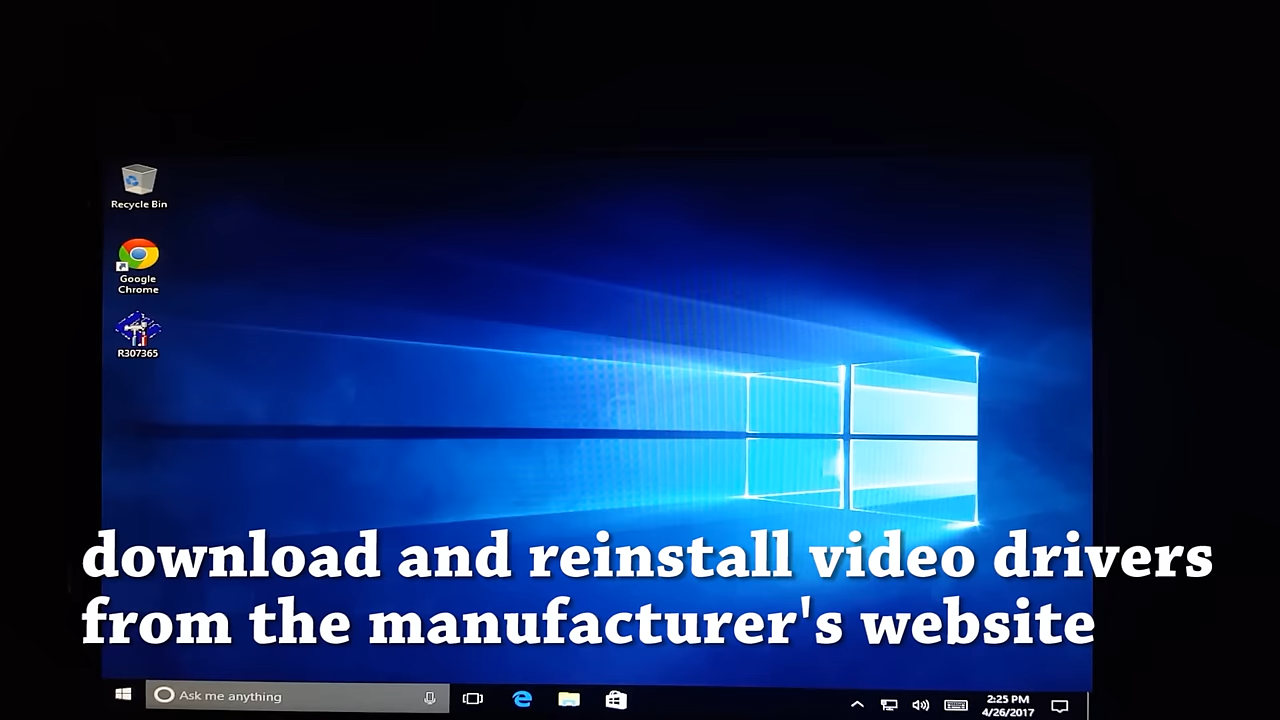 Recycle Bin
Google
Chrome
R307365
download and reinstall video drivers
from the manufacturer's website
Ask me anything
2:25 PM
4/26/2017